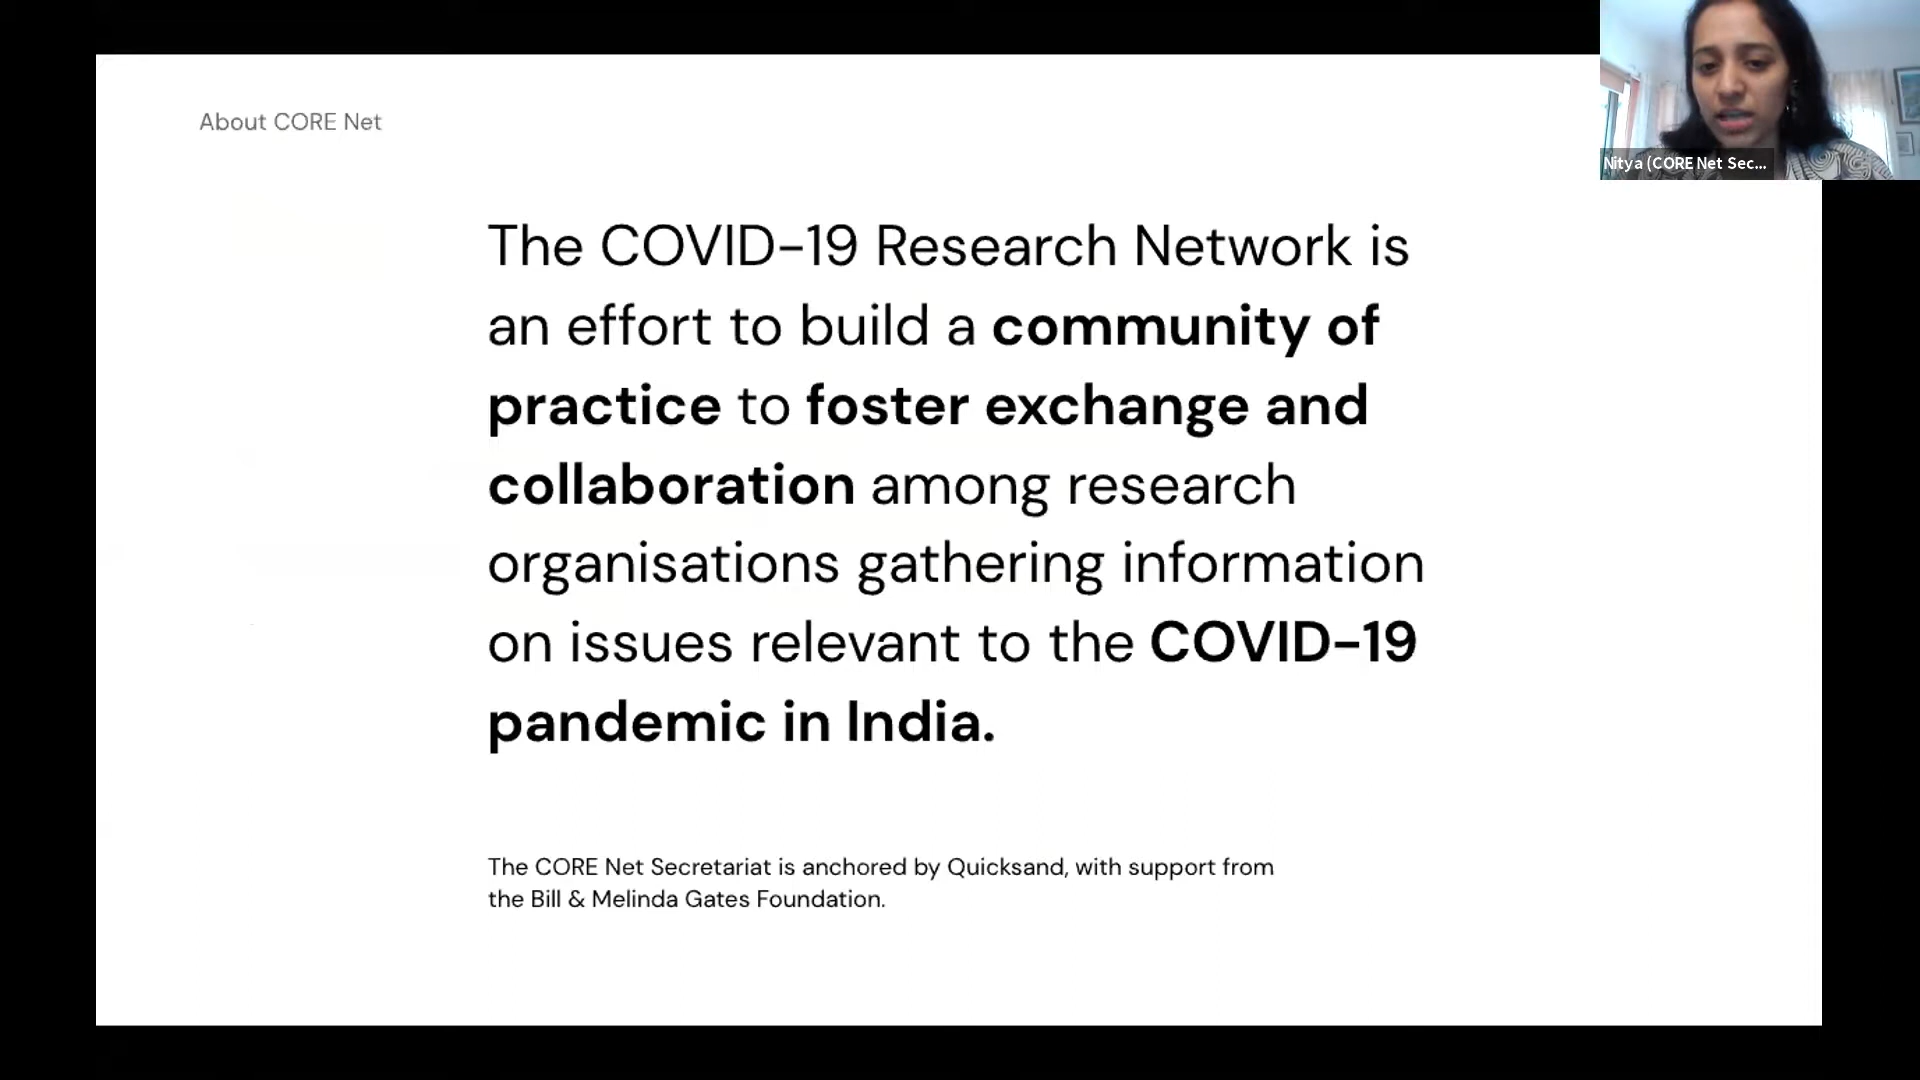 About CORE Net
Nitya (CORE Net Sec...
The COVID-19 Research Network is
an effort to build a community of
practice to foster exchange and
collaboration among research
organisations gathering information
on issues relevant to the COVID-19
pandemic in India.
The CORE Net Secretariat is anchored by Quicksand, with support from
the Bill & Melinda Gates Foundation.